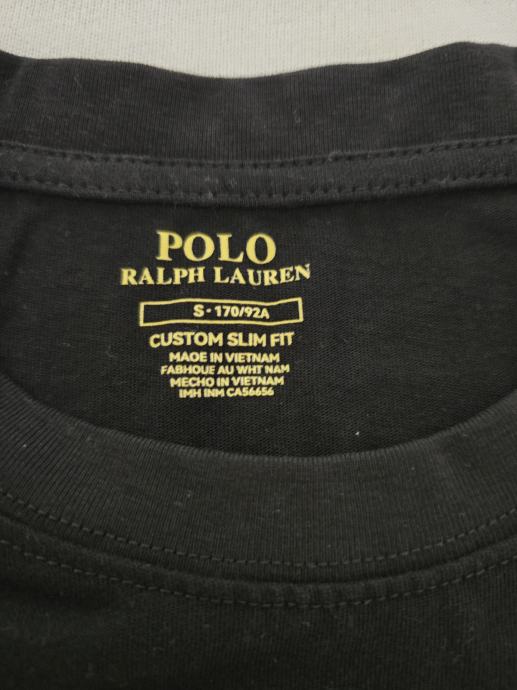 POLO
RALPH LAUREN
S - 170/92A
CUSTOM SLIM FIT
MADE IN VIETNAM
FABHOUE AU WHT NAM
MECHO IN VIETNAM
IMH INM CA56656